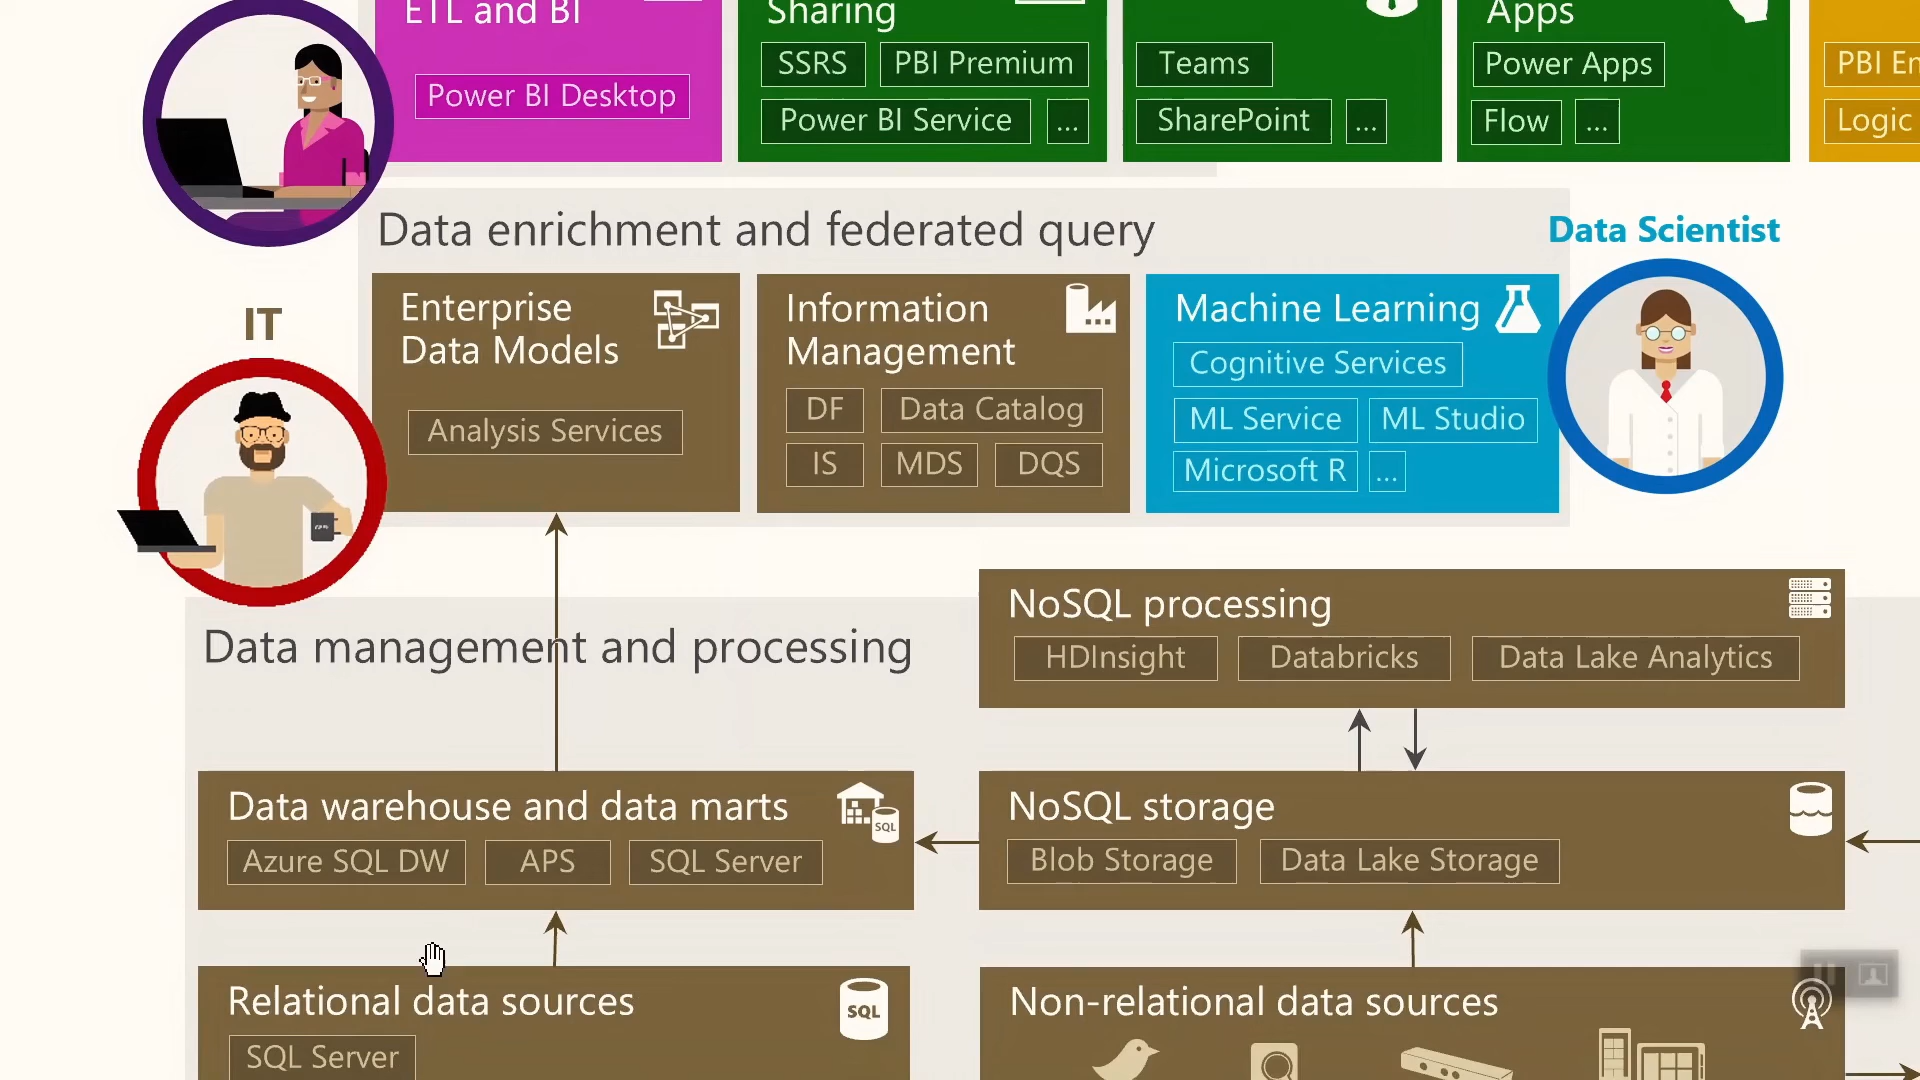 ETL and BI
Power BI Desktop
Sharing
SSRS
PBI Premium
Power BI Service
...
Teams
SharePoint
...
Apps
Power Apps
Flow
...
PBI
Logic
Data enrichment and federated query
Data Scientist
IT
Enterprise
Data Models
Analysis Services
Information
Management
DF
Data Catalog
IS
MDS
DQS
Machine Learning
Cognitive Services
ML Service
ML Studio
Microsoft R
...
Data management and processing
NoSQL processing
HDInsight
Databricks
Data Lake Analytics
Data warehouse and data marts
SQL
Azure SQL DW
APS
SQL Server
NoSQL storage
Blob Storage
Data Lake Storage
Relational data sources
SQL
SQL Server
Non-relational data sources